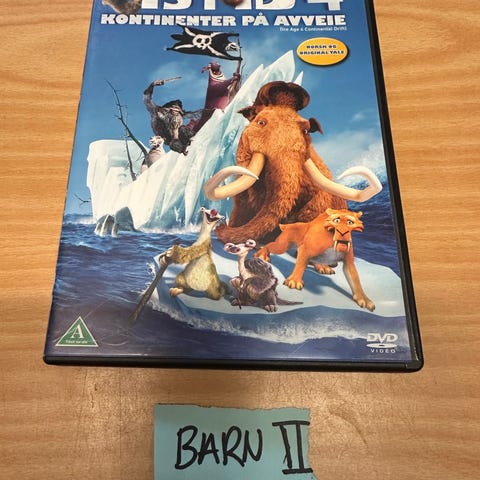 ISTID 4
KONTINENTER PÅ AVVEIE
(Ice Age 4 Continental Drift)
NORSK OG
ORIGINAL TALE
A
DVD
VIDEO
BARN II